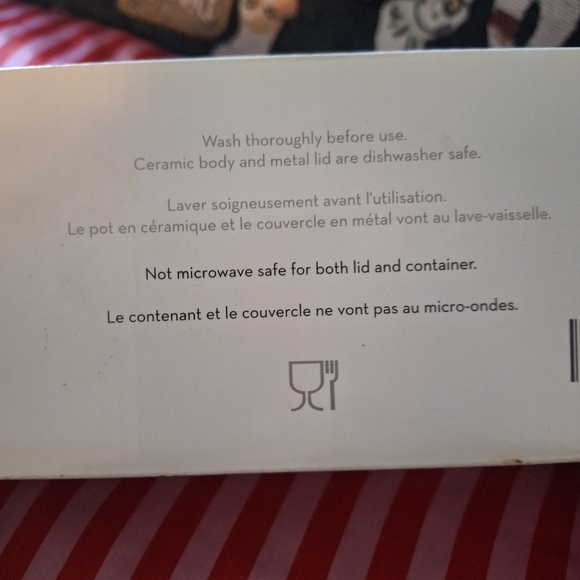 Wash thoroughly before use.
Ceramic body and metal lid are dishwasher safe.
Laver soigneusement avant l'utilisation.
Le pot en céramique et le couvercle en métal vont au lave-vaisselle.
Not microwave safe for both lid and container.
Le contenant et le couvercle ne vont pas au micro-ondes.